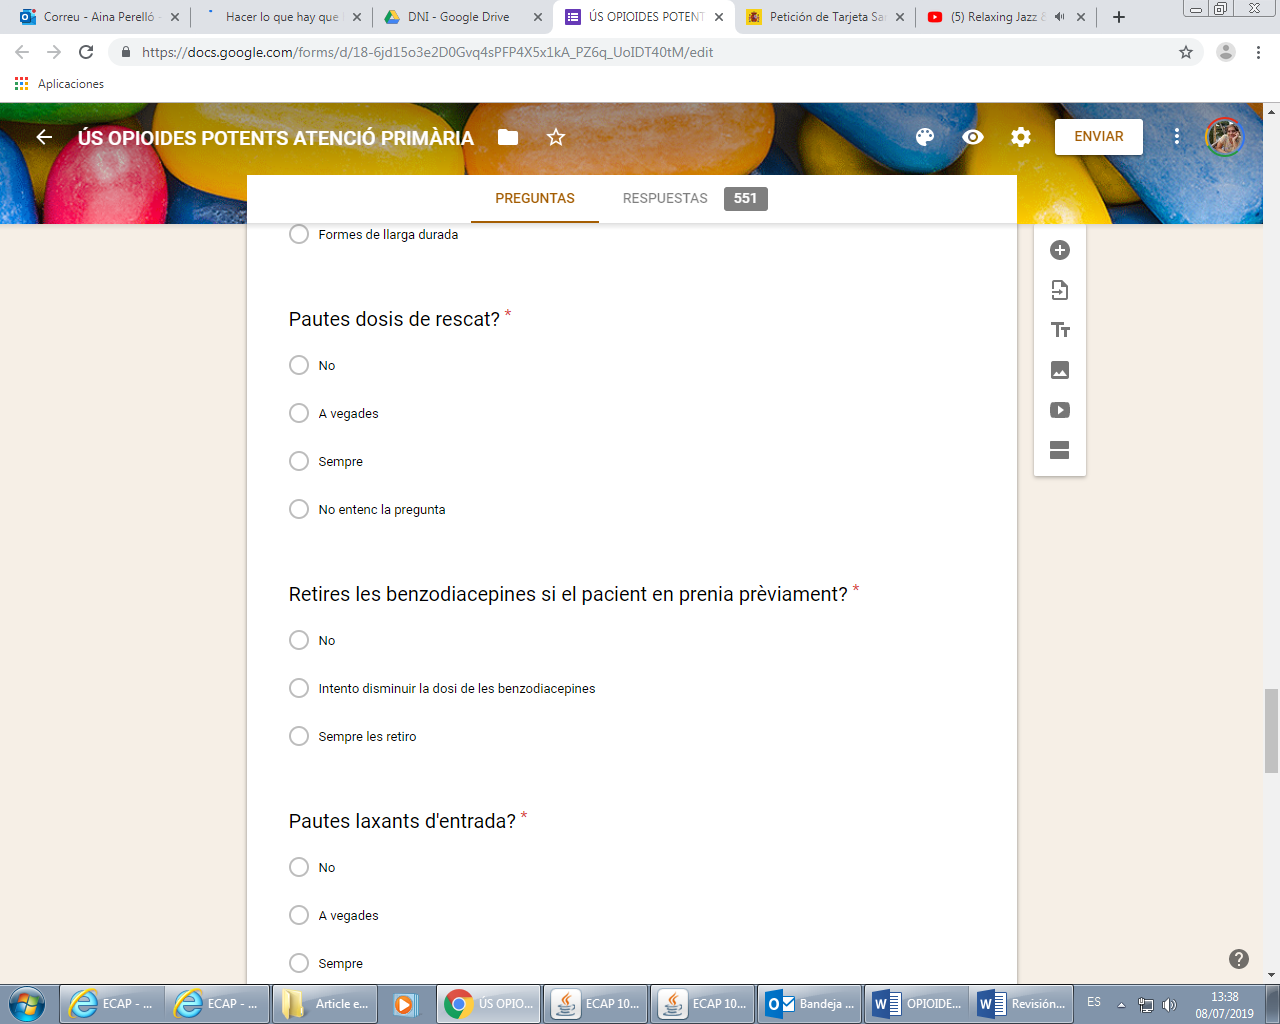 Correu - Aina Perelló
Hacer lo que hay que
DNI - Google Drive
ÚS OPIOIDES POTENT
Petición de Tarjeta Sa
(5) Relaxing Jazz
https://docs.google.com/forms/d/18-6jd15o3e2D0Gvq4sPFP4X5x1kA_PZ6q_UoIDT40tM/edit
Aplicaciones
ÚS OPIOIDES POTENTS ATENCIÓ PRIMÀRIA
ENVIAR
PREGUNTAS
RESPUESTAS 551
Formes de llarga durada
Pautes dosis de rescat? *
No
A vegades
Sempre
No entenc la pregunta
Retires les benzodiacepines si el pacient en prenia prèviament? *
No
Intento disminuir la dosi de les benzodiacepines
Sempre les retiro
Pautes laxants d'entrada? *
No
A vegades
Sempre
ECAP - ...
ECAP - ...
Article e...
ÚS OPIO...
ECAP 10...
ECAP 10...
Bandeja ...
OPIOIDE...
Revisión...
ES
13:38
08/07/2019